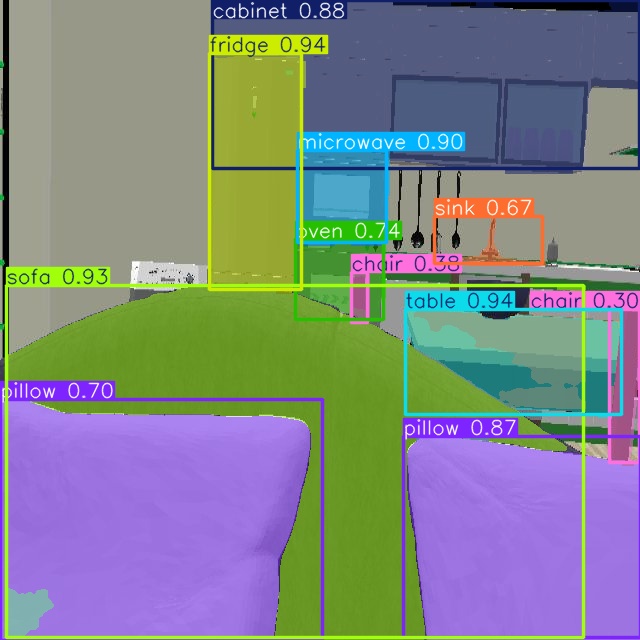 cabinet 0.88
fridge 0.94
microwave 0.90
sink 0.67
oven 0.74
chair 0.38
sofa 0.93
table 0.94
chair 0.30
pillow 0.70
pillow 0.87